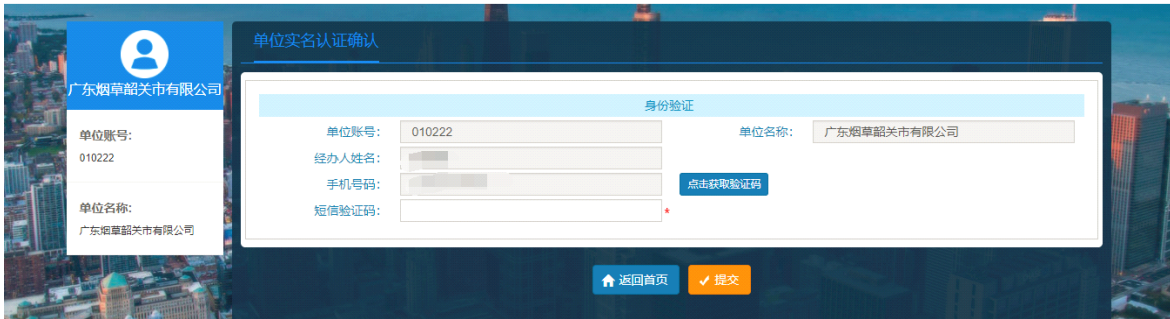 广东烟草韶关市有限公司
单位账号：
010222
单位名称：
广东烟草韶关市有限公司
单位实名认证确认
身份验证
单位账号： 010222 单位名称： 广东烟草韶关市有限公司
经办人姓名：
手机号码： 点击获取验证码
短信验证码： *
返回首页 提交